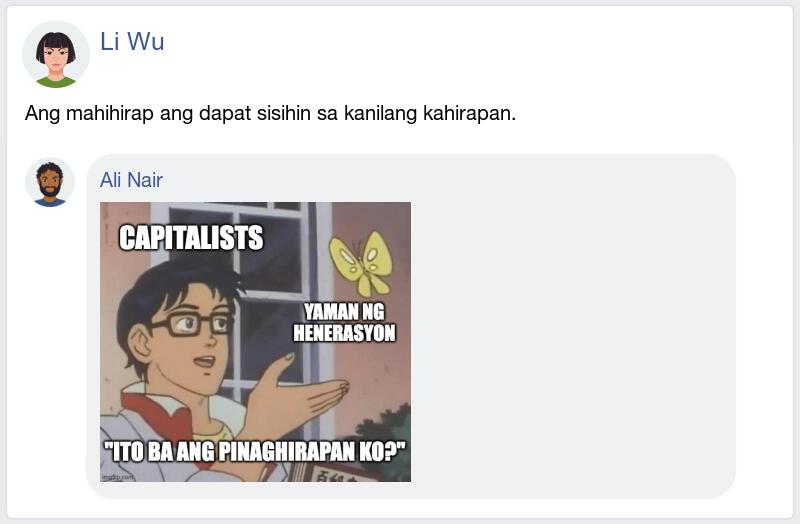 Li Wu
Ang mahihirap ang dapat sisihin sa kanilang kahirapan.
Ali Nair
CAPITALISTS
YAMAN NG
HENERASYON
"ITO BA ANG PINAGHIRAPAN KO?"
imgflip.com